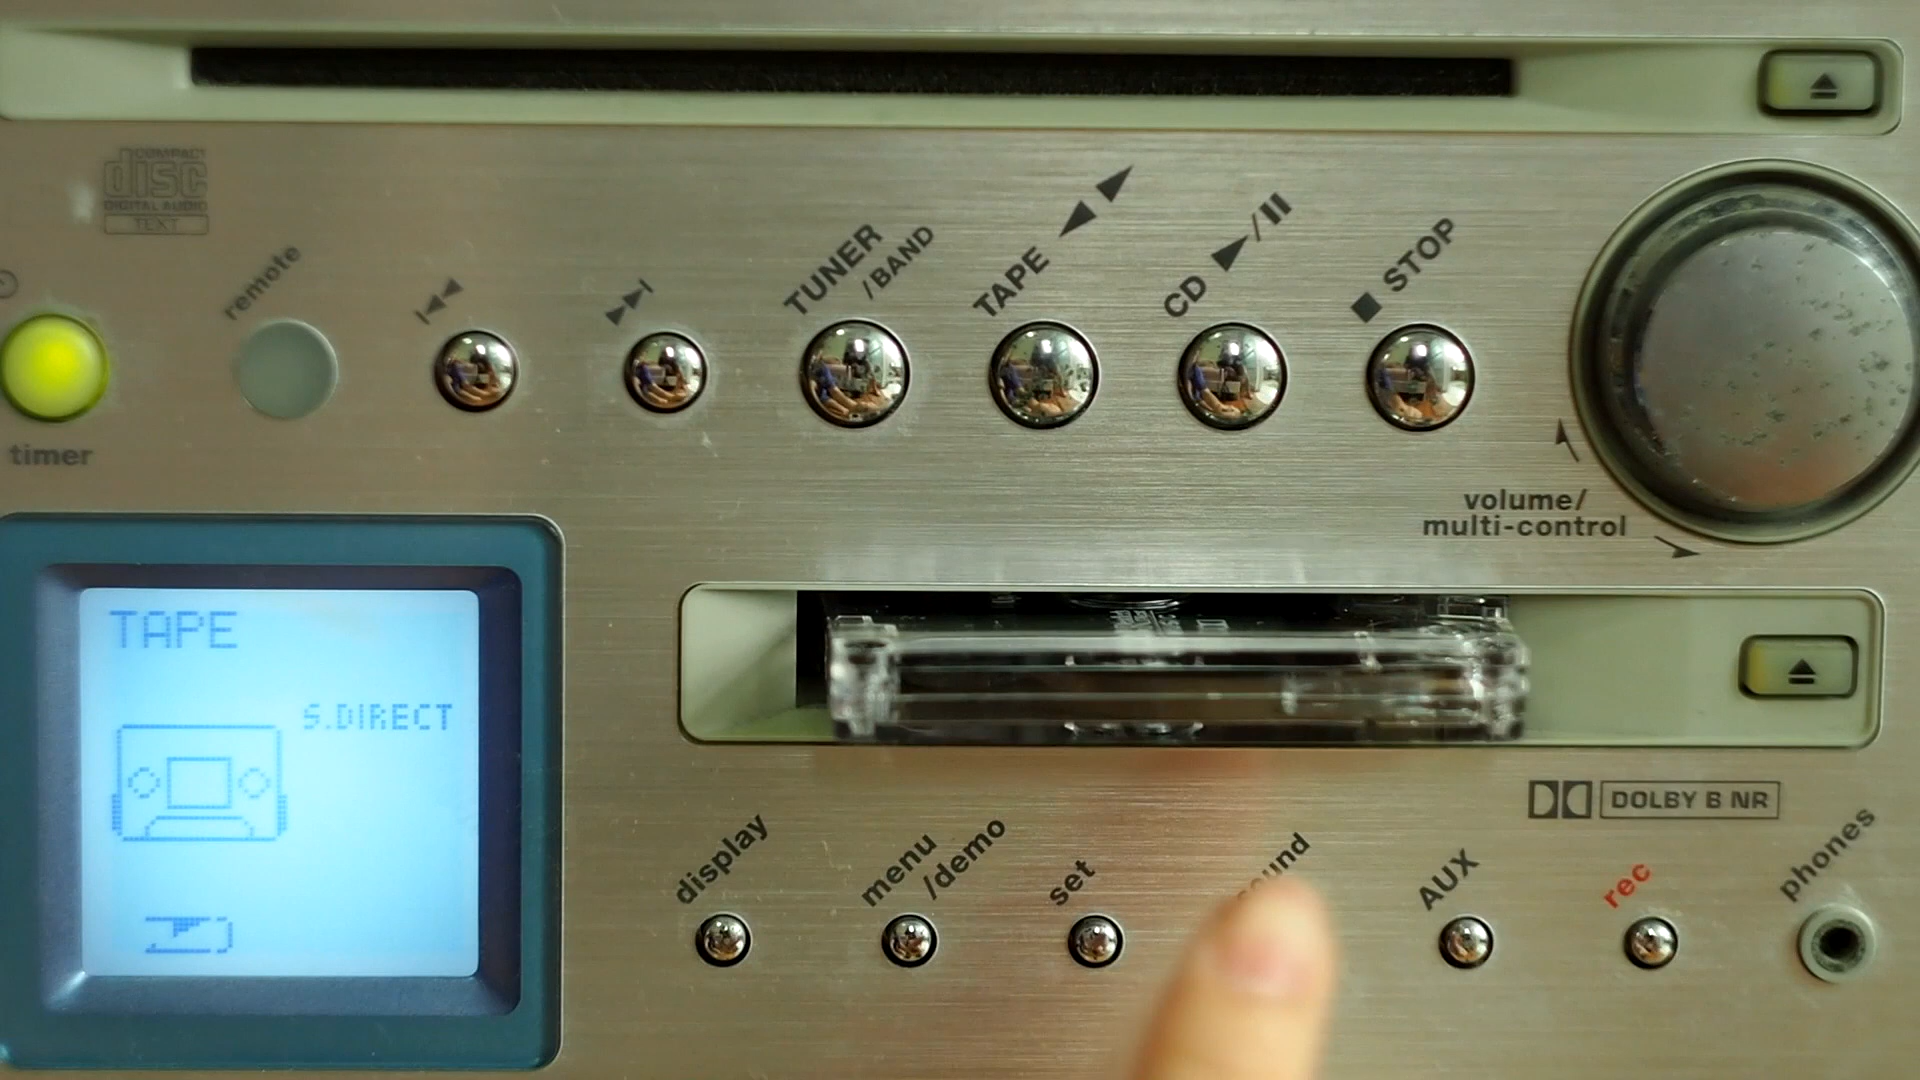 COMPACT
disc
DIGITAL AUDIO
TEXT
remote
TUNER
/BAND
TAPE
CD
STOP
timer
volume/
multi-control
TAPE
S.DIRECT
DOLBY B NR
display
menu
/demo
set
AUX
rec
phones